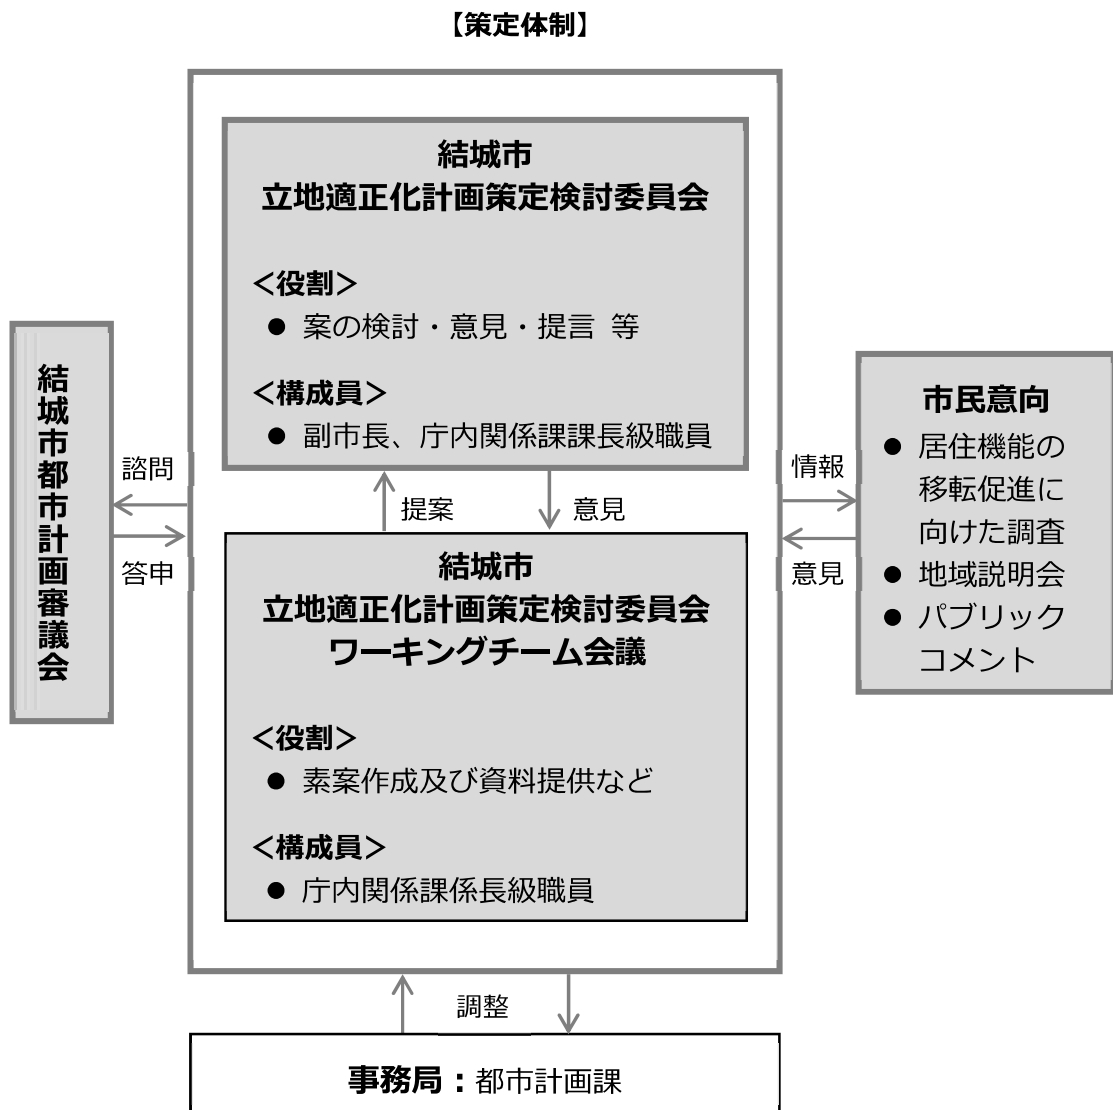 【策定体制】
結城市
立地適正化計画策定検討委員会
＜役割＞
● 案の検討・意見・提言 等
＜構成員＞
● 副市長、庁内関係課課長級職員
結城市都市計画審議会
諮問
答申
提案
意見
結城市
立地適正化計画策定検討委員会
ワーキングチーム会議
＜役割＞
● 素案作成及び資料提供など
＜構成員＞
● 庁内関係課係長級職員
情報
意見
市民意向
● 居住機能の
移転促進に
向けた調査
● 地域説明会
● パブリック
コメント
調整
事務局：都市計画課